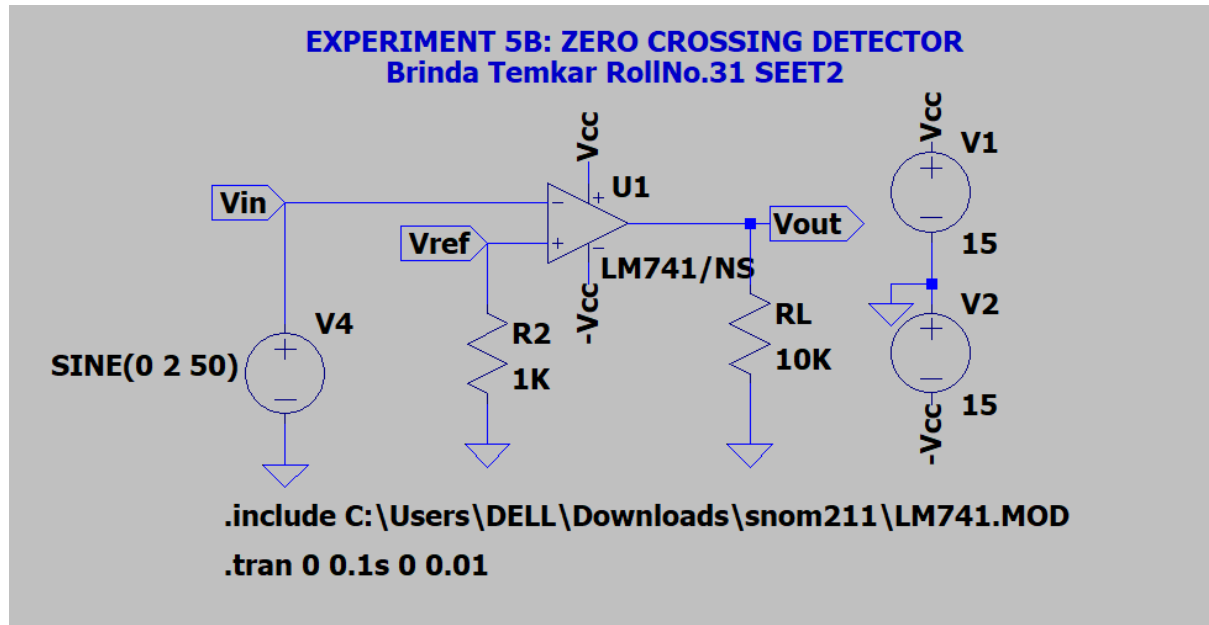 EXPERIMENT 5B: ZERO CROSSING DETECTOR
Brinda Temkar RollNo.31 SEET2
Vcc
Vcc
V1
U1
Vin
Vref
Vout
15
LM741/NS
-Vcc
V2
V4
R2
RL
SINE(0 2 50)
1K
10K
15
-Vcc
.include C:\Users\DELL\Downloads\snom211\LM741.MOD
.tran 0 0.1s 0 0.01